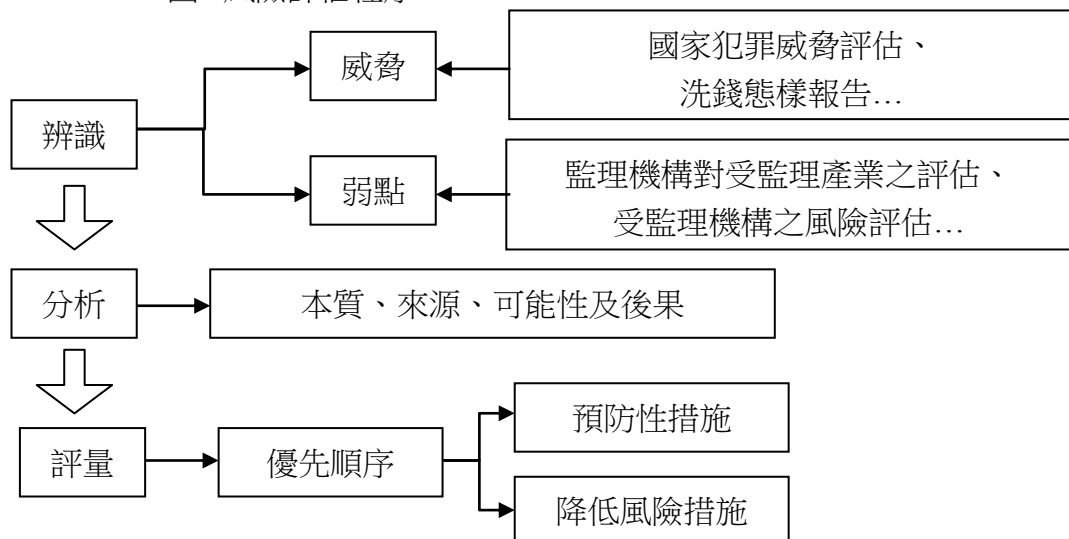 威脅
國家犯罪威脅評估、
洗錢態樣報告…
辨識
弱點
監理機構對受監理產業之評估、
受監理機構之風險評估…
分析
本質、來源、可能性及後果
評量
優先順序
預防性措施
降低風險措施